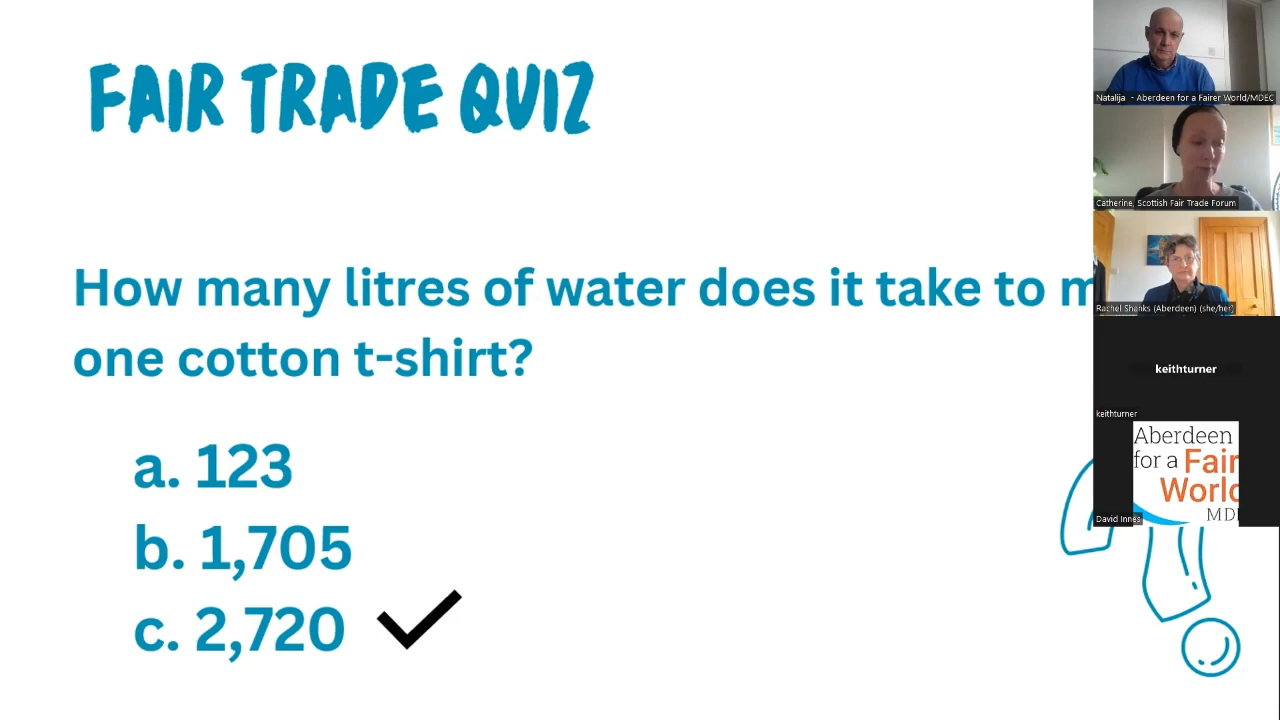 FAIR TRADE QUIZ
How many litres of water does it take to m
one cotton t-shirt?
a. 123
b. 1,705
c. 2,720
Natalija - Aberdeen for a Fairer World/MDEC
Catherine, Scottish Fair Trade Forum
Rachel Shanks (Aberdeen) (she/her)
keithturner
keithturner
Aberdeen
for a Fair
World
MD
David Innes